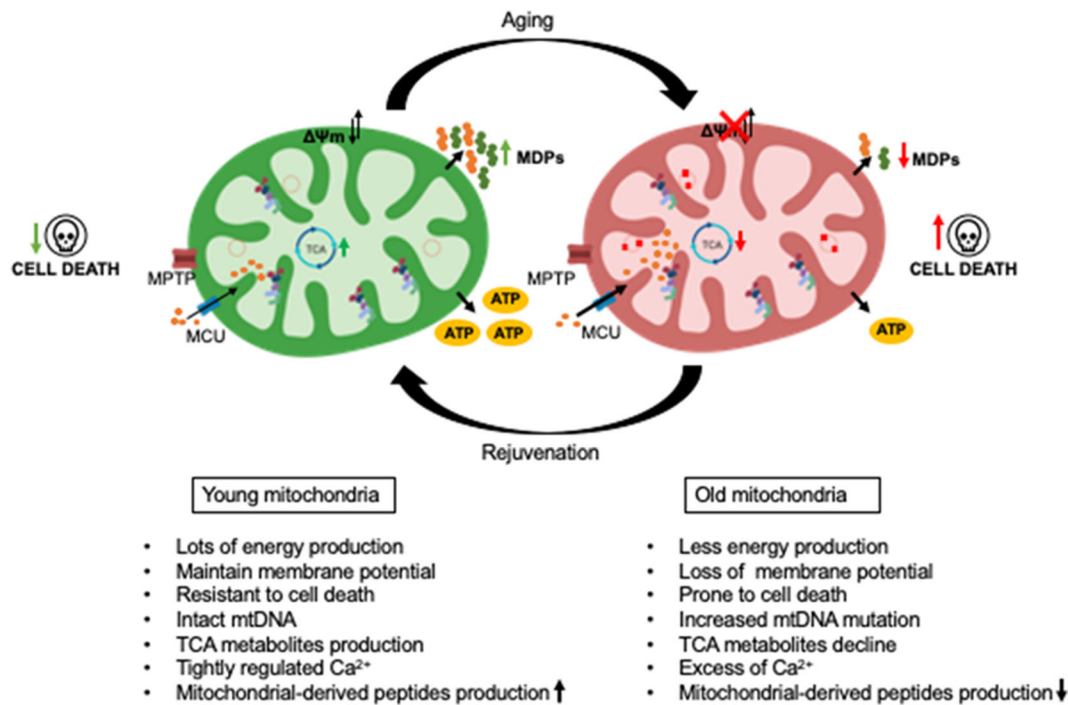 Aging
ΔΨm
MDPs
TCA
CELL DEATH
MPTP
MCU
ATP
ATP
ATP
ΔΨm
MDPs
TCA
CELL DEATH
MPTP
MCU
ATP
Rejuvenation
Young mitochondria
• Lots of energy production
• Maintain membrane potential
• Resistant to cell death
• Intact mtDNA
• TCA metabolites production
• Tightly regulated Ca²⁺
• Mitochondrial-derived peptides production
Old mitochondria
• Less energy production
• Loss of membrane potential
• Prone to cell death
• Increased mtDNA mutation
• TCA metabolites decline
• Excess of Ca²⁺
• Mitochondrial-derived peptides production